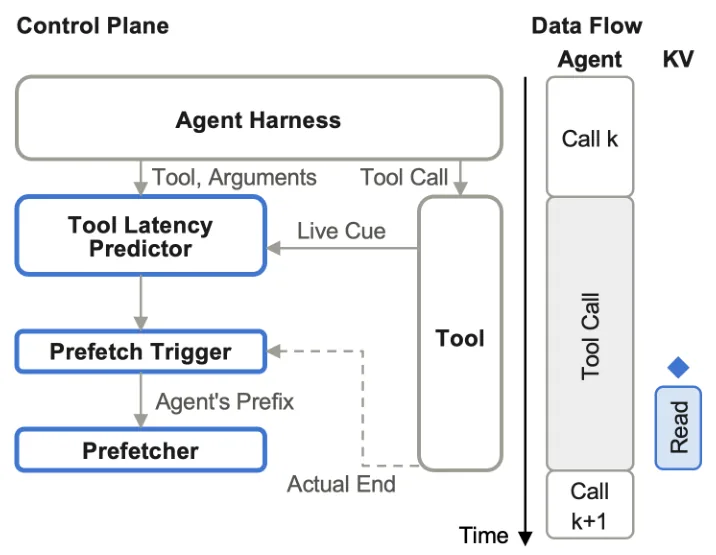 Control Plane
Data Flow
Agent
KV
Agent Harness
Call k
Tool, Arguments
Tool Call
Tool Latency
Predictor
Live Cue
Tool
Tool Call
Prefetch Trigger
Agent's Prefix
Read
Prefetcher
Actual End
Call
k+1
Time